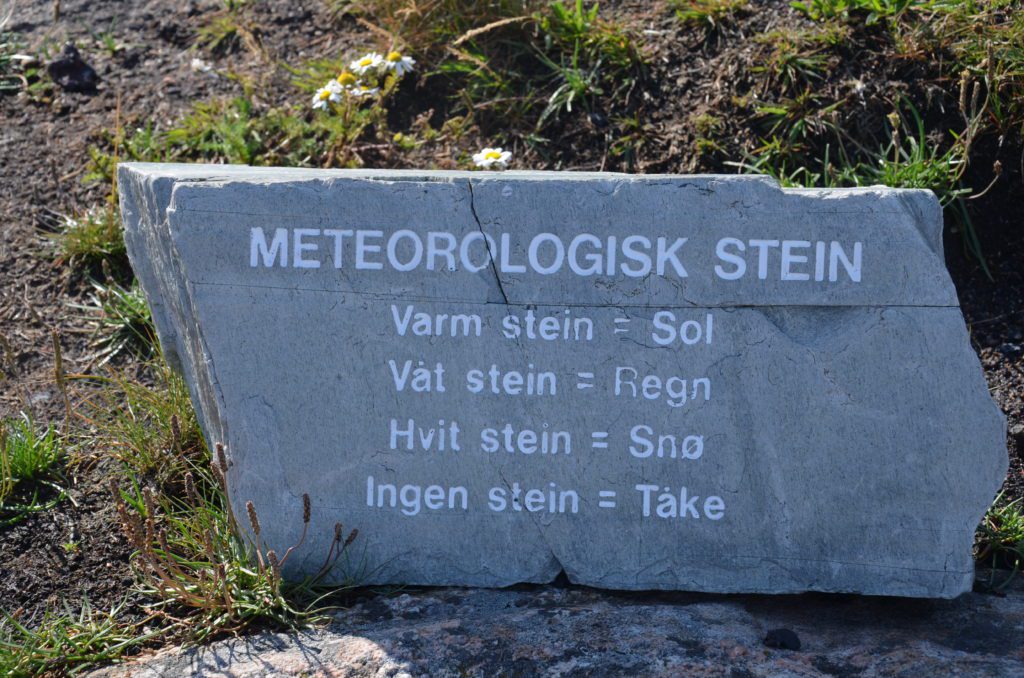 METEOROLOGISK STEIN
Varm stein = Sol
Våt stein = Regn
Hvit stein = Snø
Ingen stein = Tåke